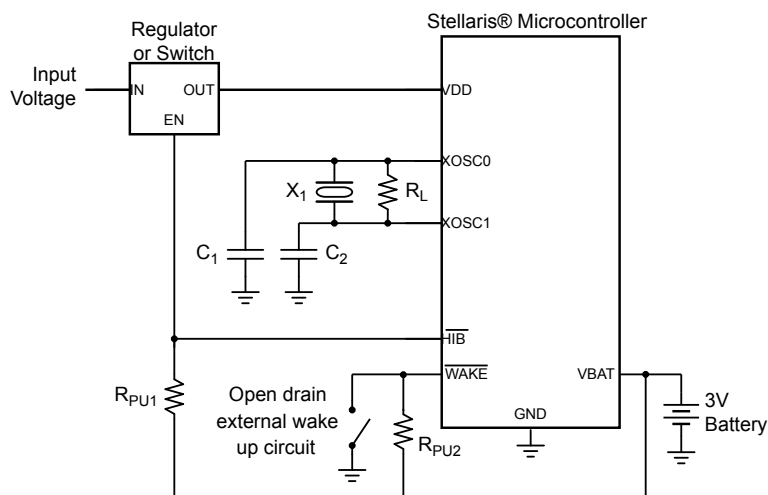 Stellaris® Microcontroller
Regulator
or Switch
Input
Voltage
IN
OUT
EN
VDD
XOSC0
X1
RL
XOSC1
C1
C2
HIB
WAKE
VBAT
RPU1
Open drain
external wake
up circuit
RPU2
GND
3V
Battery